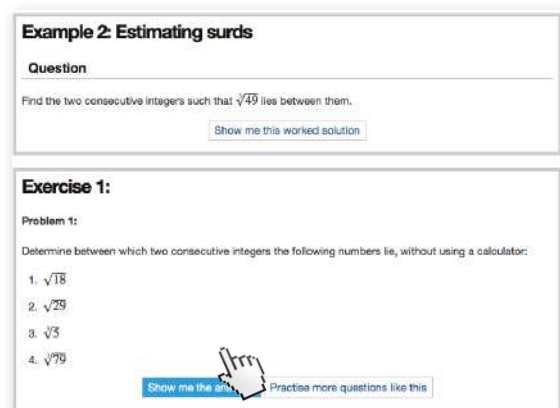 Example 2: Estimating surds
Question
Find the two consecutive integers such that ∛49 lies between them.
Show me this worked solution
Exercise 1:
Problem 1:
Determine between which two consecutive integers the following numbers lie, without using a calculator:
1. √18
2. √29
3. ∛5
4. ∛79
Show me the
Practise more questions like this